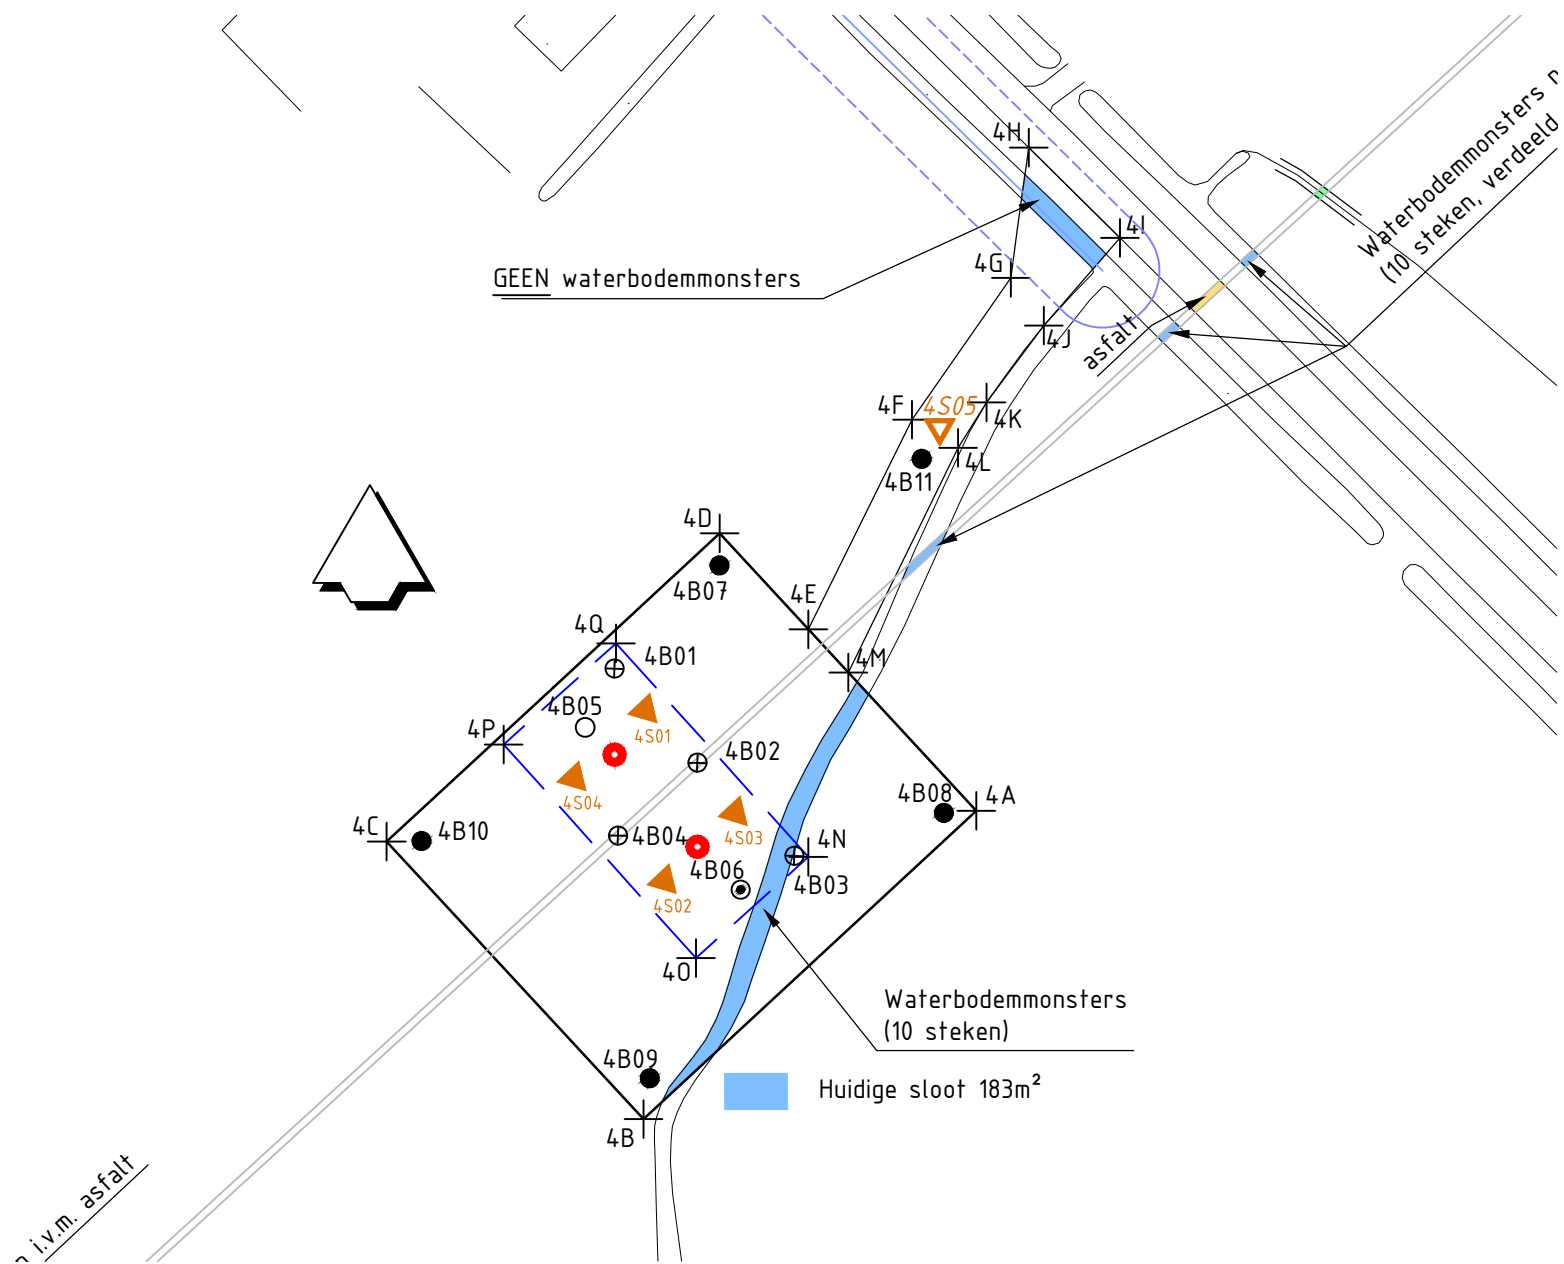 4H
4I
4G
GEEN waterbodemmonsters
4J
asfalt
Waterbodemmonsters
(10 steken, verdeeld
4F
4S05
4K
4L
4B11
4D
4B07
4E
4Q
4B01
4M
4B05
4P
4S01
4B02
4S04
4B08
4A
4C
4B10
4B04
4S03
4N
4B06
4B03
4S02
4O
Waterbodemmonsters
(10 steken)
4B09
Huidige sloot 183m²
4B
i.v.m. asfalt